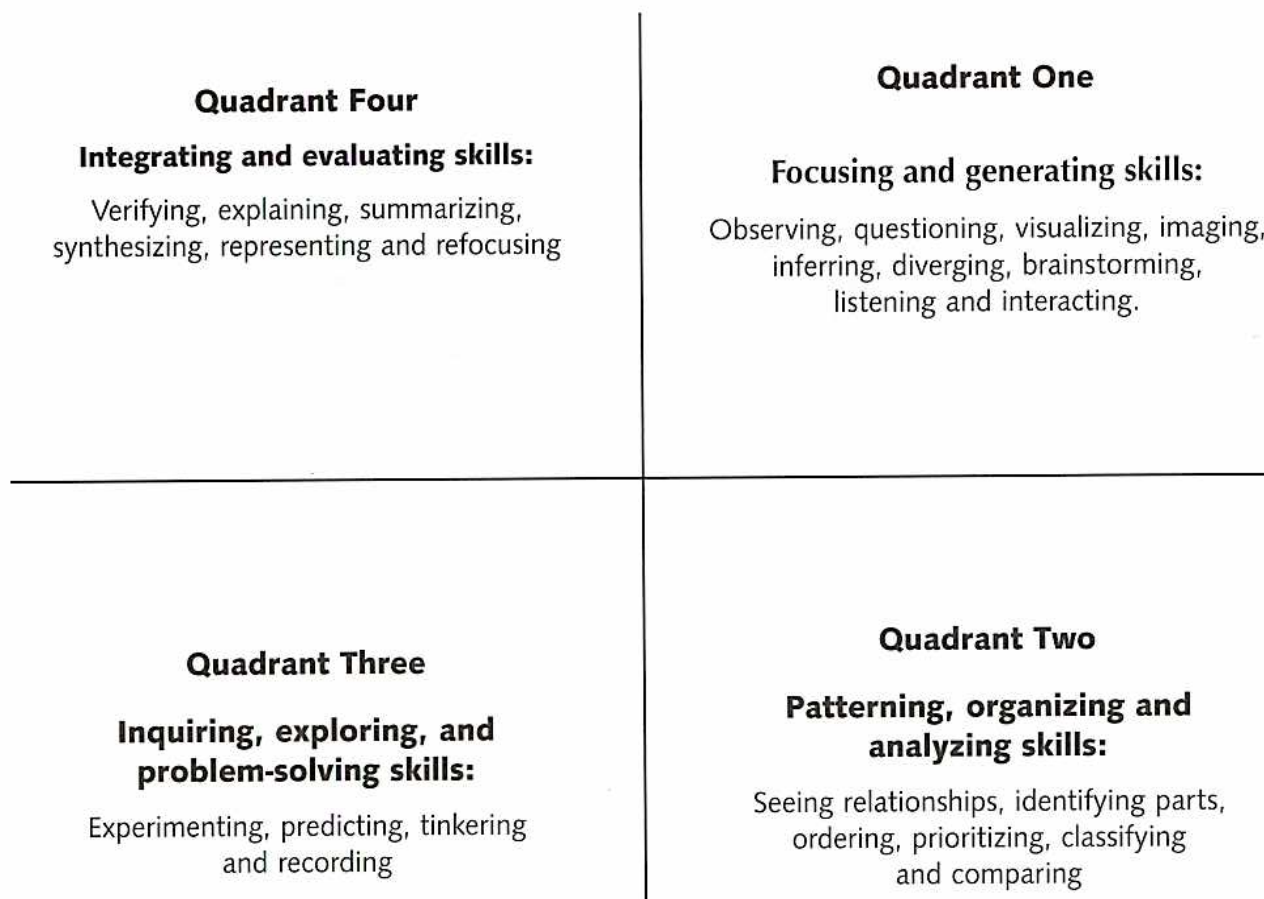 Quadrant Four
Integrating and evaluating skills:
Verifying, explaining, summarizing,
synthesizing, representing and refocusing
Quadrant One
Focusing and generating skills:
Observing, questioning, visualizing, imaging,
inferring, diverging, brainstorming,
listening and interacting.
Quadrant Three
Inquiring, exploring, and
problem-solving skills:
Experimenting, predicting, tinkering
and recording
Quadrant Two
Patterning, organizing and
analyzing skills:
Seeing relationships, identifying parts,
ordering, prioritizing, classifying
and comparing